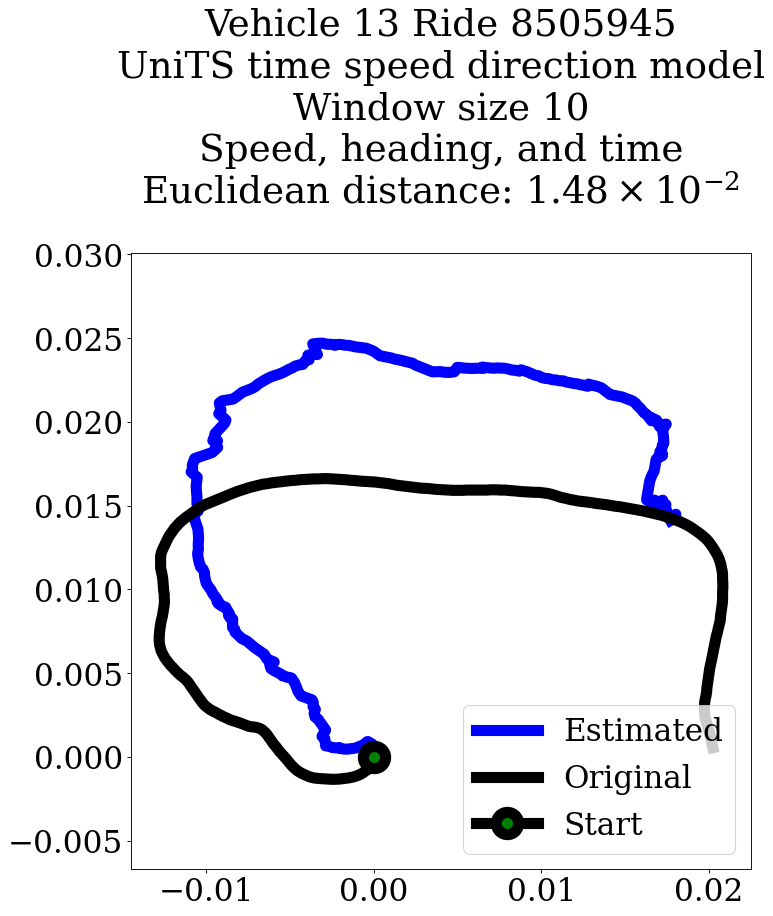 Vehicle 13 Ride 8505945
UniTS time speed direction model
Window size 10
Speed, heading, and time
Euclidean distance: 1.48 × 10⁻²
0.030
0.025
0.020
0.015
0.010
0.005
0.000
−0.005
−0.01
0.00
0.01
0.02
Estimated
Original
Start